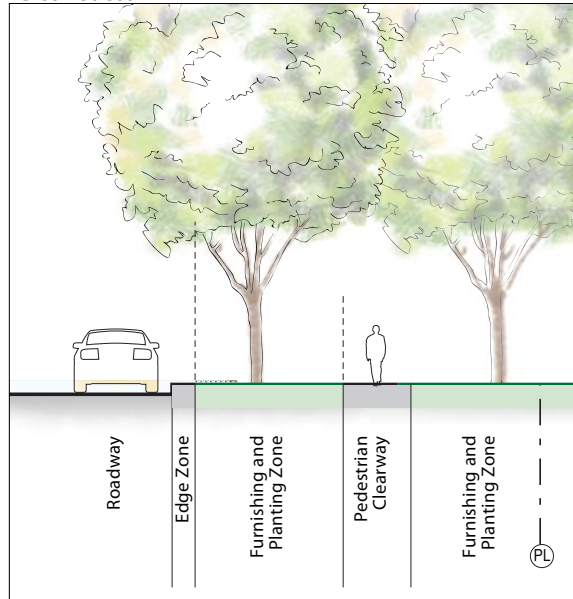 Roadway
Edge Zone
Furnishing and
Planting Zone
Pedestrian
Clearway
Furnishing and
Planting Zone
PL